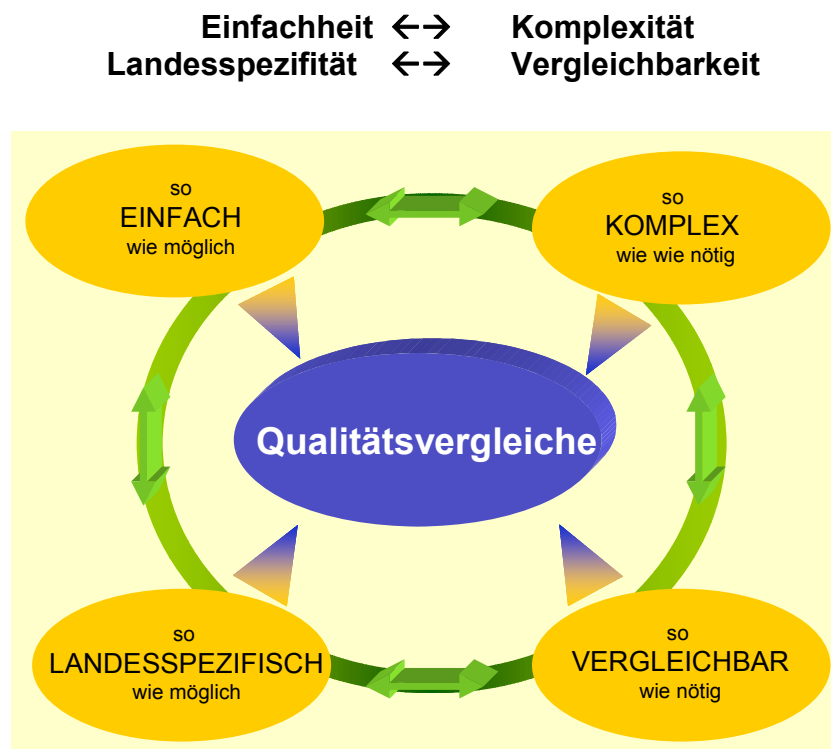 Einfachheit ←→ Komplexität
Landesspezifität ←→ Vergleichbarkeit
so
EINFACH
wie möglich
so
KOMPLEX
wie wie nötig
Qualitätsvergleiche
so
LANDESSPEZIFISCH
wie möglich
so
VERGLEICHBAR
wie nötig